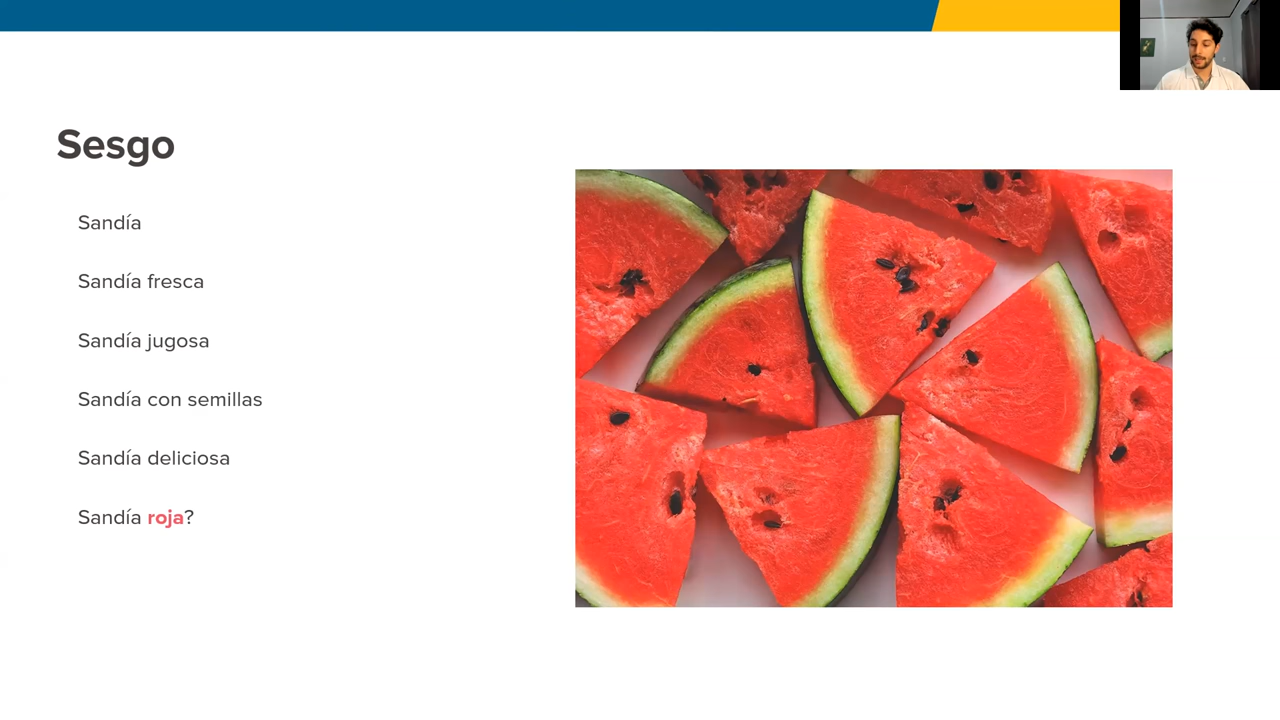 Sesgo
Sandía
Sandía fresca
Sandía jugosa
Sandía con semillas
Sandía deliciosa
Sandía roja?